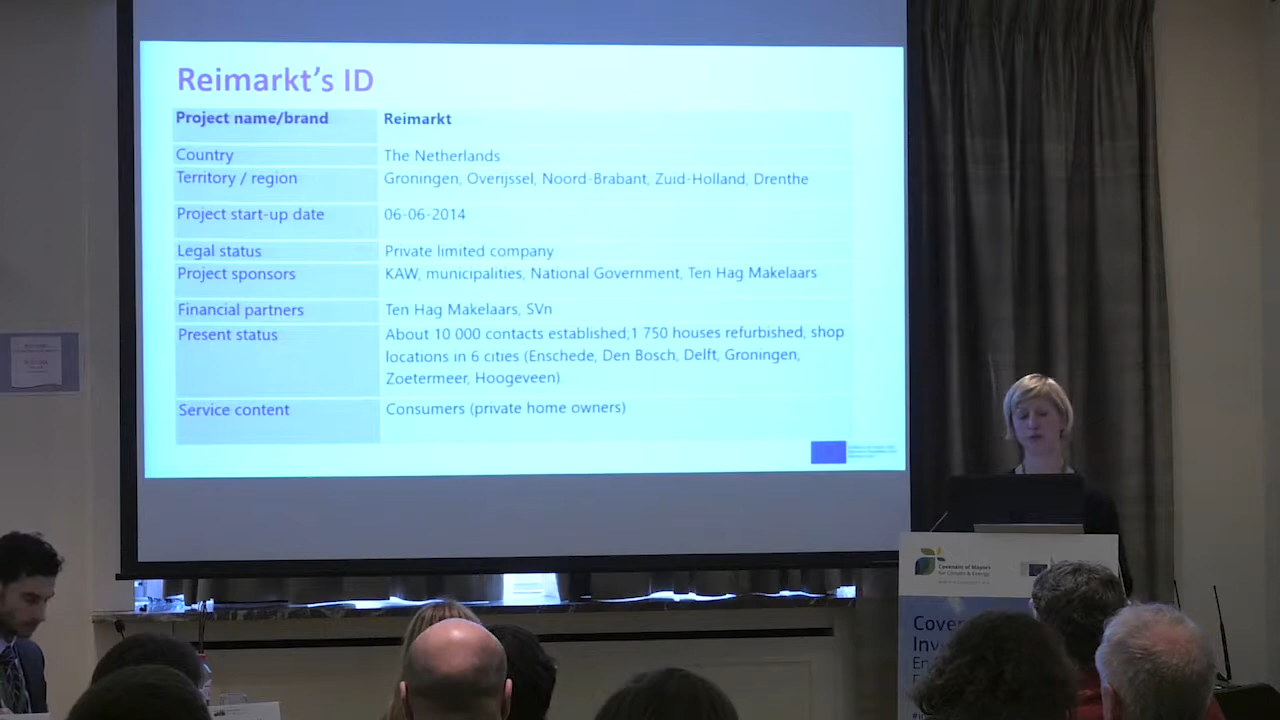 Reimarkt's ID
Project name/brand Reimarkt
Country The Netherlands
Territory / region Groningen, Overijssel, Noord-Brabant, Zuid-Holland, Drenthe
Project start-up date 06-06-2014
Legal status Private limited company
Project sponsors KAW, municipalities, National Government, Ten Hag Makelaars
Financial partners Ten Hag Makelaars, SVn
Present status About 10 000 contacts established;1 750 houses refurbished, shop
locations in 6 cities (Enschede, Den Bosch, Delft, Groningen,
Zoetermeer, Hoogeveen).
Service content Consumers (private home owners)
Covenant of Mayors
for Climate & Energy
Cove
Inv
En